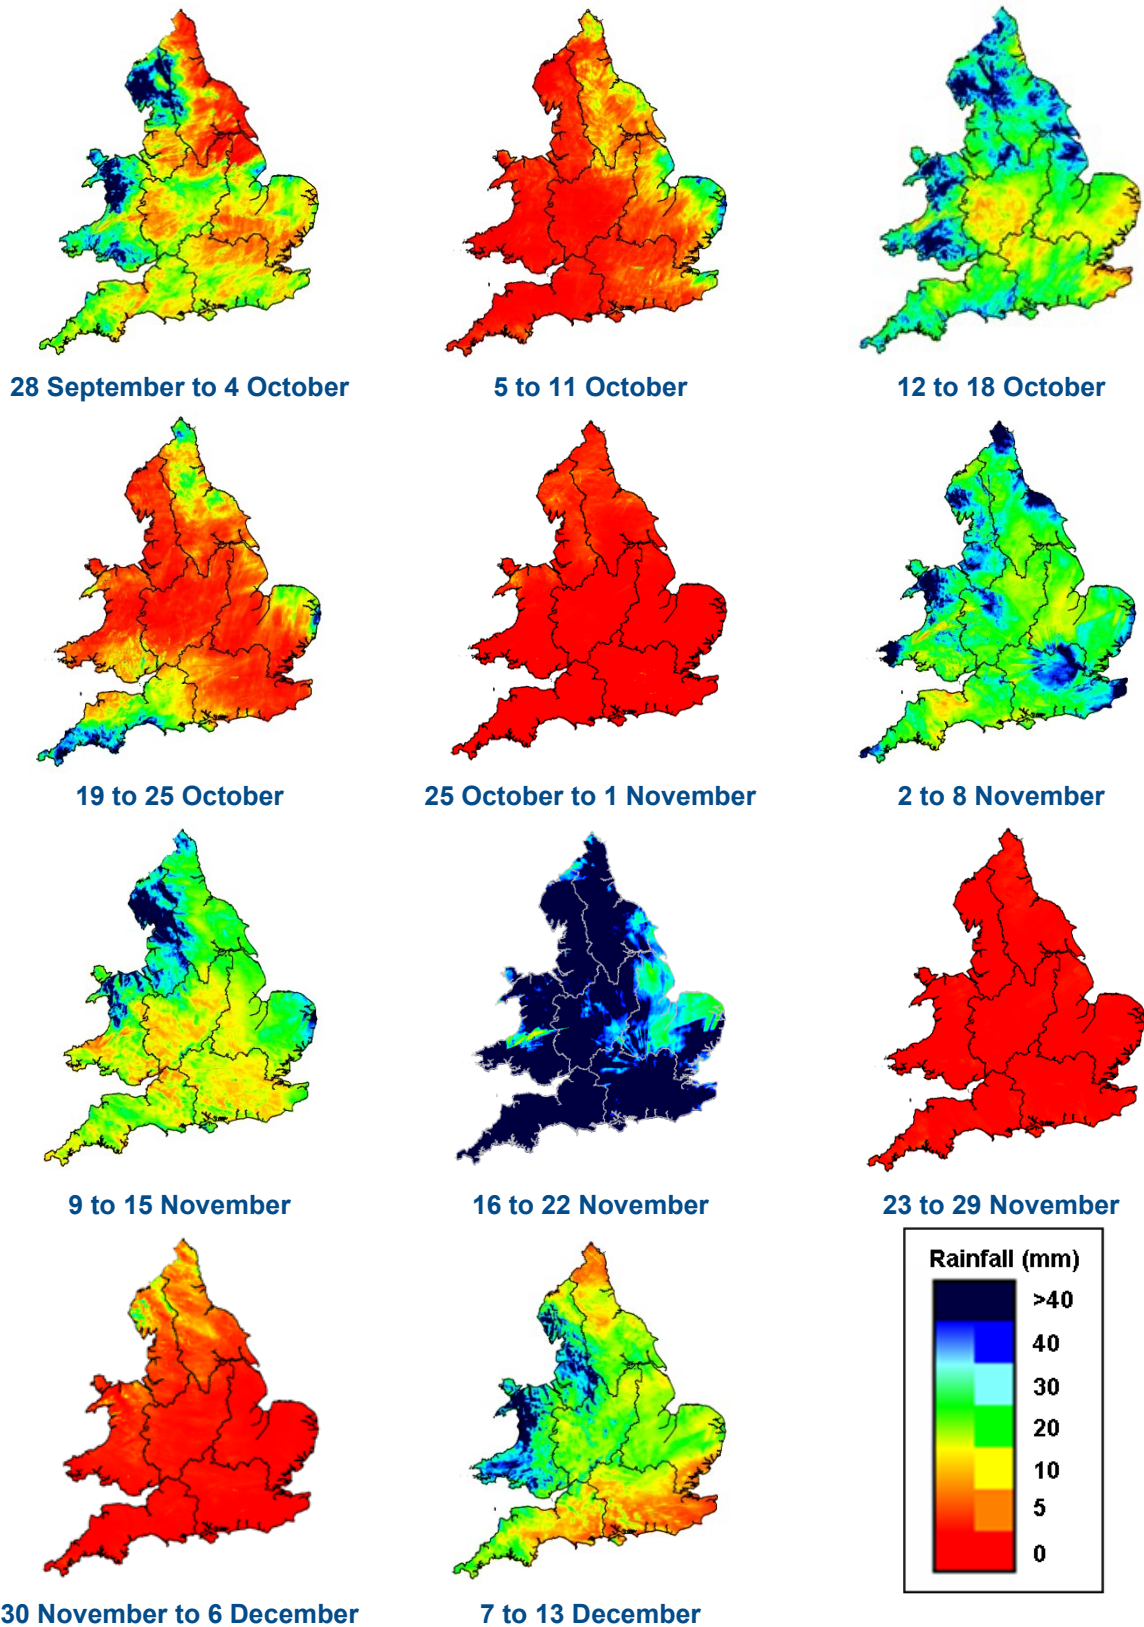 28 September to 4 October
5 to 11 October
12 to 18 October
19 to 25 October
25 October to 1 November
2 to 8 November
9 to 15 November
16 to 22 November
23 to 29 November
Rainfall (mm)
>40
40
30
20
10
5
0
30 November to 6 December
7 to 13 December